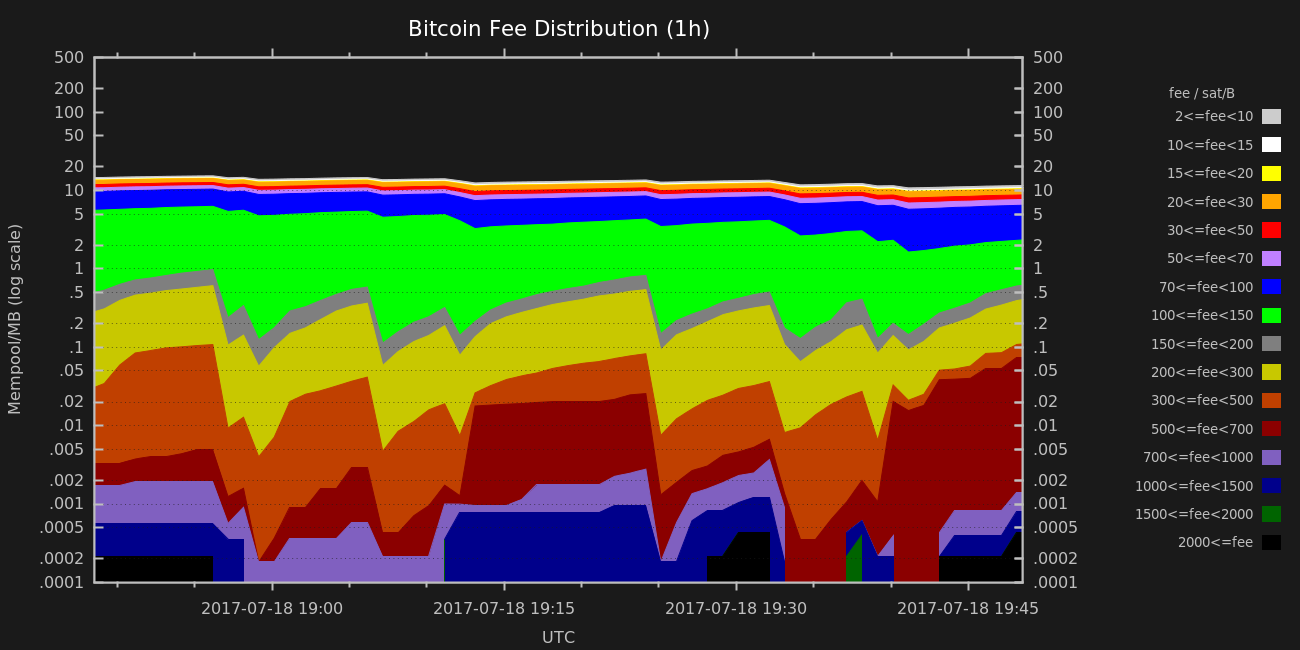 Bitcoin Fee Distribution (1h)
500 500
200 200
100 100
50 50
20 20
10 10
5 5
2 2
1 1
.5 .5
.2 .2
.1 .1
.05 .05
.02 .02
.01 .01
.005 .005
.002 .002
.001 .001
.0005 .0005
.0002 .0002
.0001 .0001
Mempool/MB (log scale)
2017-07-18 19:00 2017-07-18 19:15 2017-07-18 19:30 2017-07-18 19:45
UTC
fee / sat/B
2<=fee<10
10<=fee<15
15<=fee<20
20<=fee<30
30<=fee<50
50<=fee<70
70<=fee<100
100<=fee<150
150<=fee<200
200<=fee<300
300<=fee<500
500<=fee<700
700<=fee<1000
1000<=fee<1500
1500<=fee<2000
2000<=fee